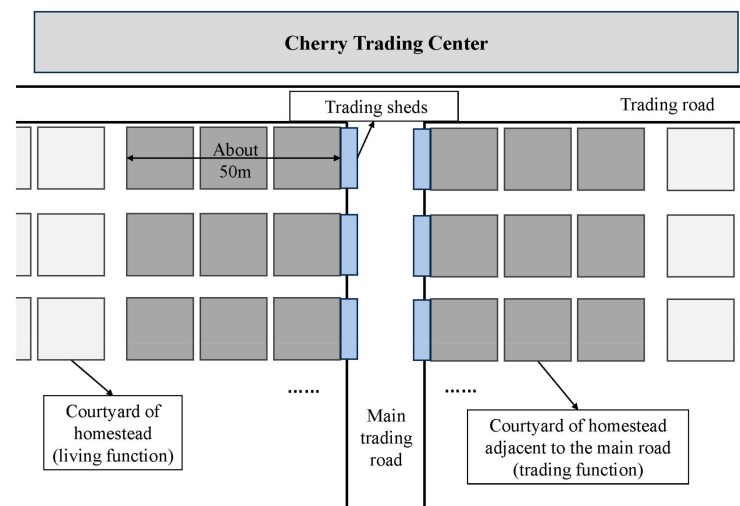 Cherry Trading Center
Trading sheds
Trading road
About
50m
......
......
Courtyard of
homestead
(living function)
Main
trading
road
Courtyard of homestead
adjacent to the main road
(trading function)